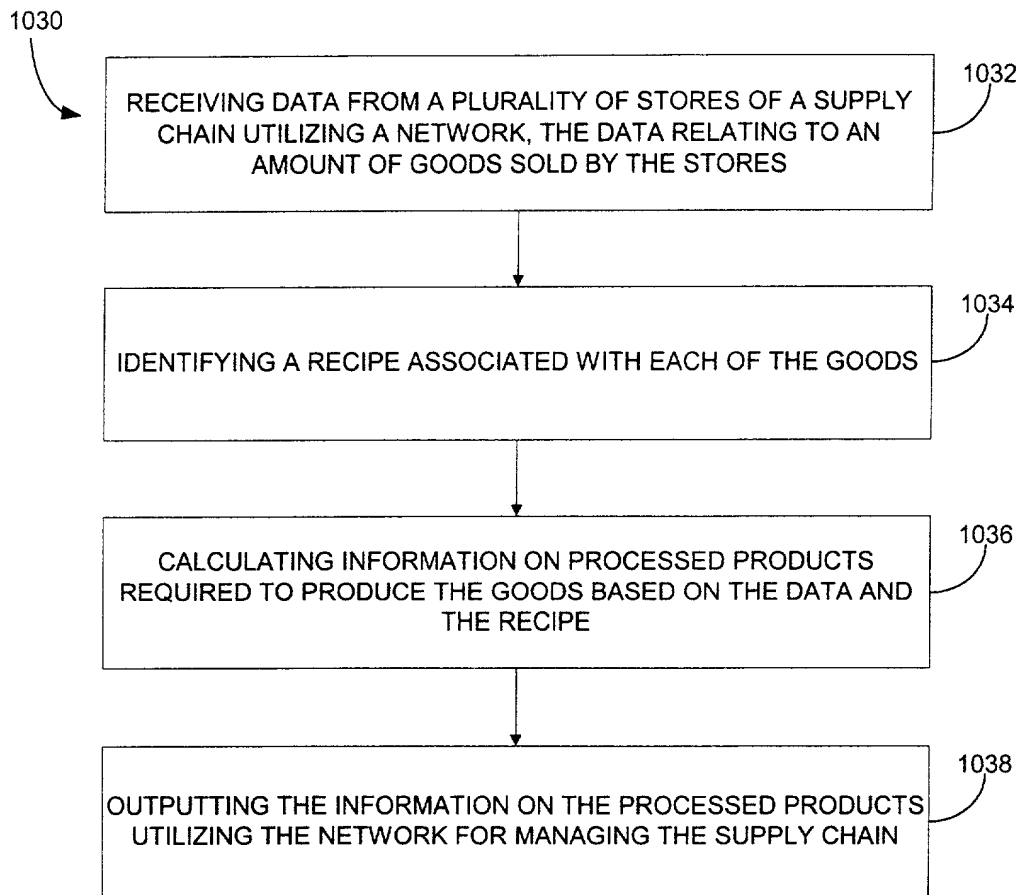 1030
1032
RECEIVING DATA FROM A PLURALITY OF STORES OF A SUPPLY
CHAIN UTILIZING A NETWORK, THE DATA RELATING TO AN
AMOUNT OF GOODS SOLD BY THE STORES
1034
IDENTIFYING A RECIPE ASSOCIATED WITH EACH OF THE GOODS
1036
CALCULATING INFORMATION ON PROCESSED PRODUCTS
REQUIRED TO PRODUCE THE GOODS BASED ON THE DATA AND
THE RECIPE
1038
OUTPUTTING THE INFORMATION ON THE PROCESSED PRODUCTS
UTILIZING THE NETWORK FOR MANAGING THE SUPPLY CHAIN